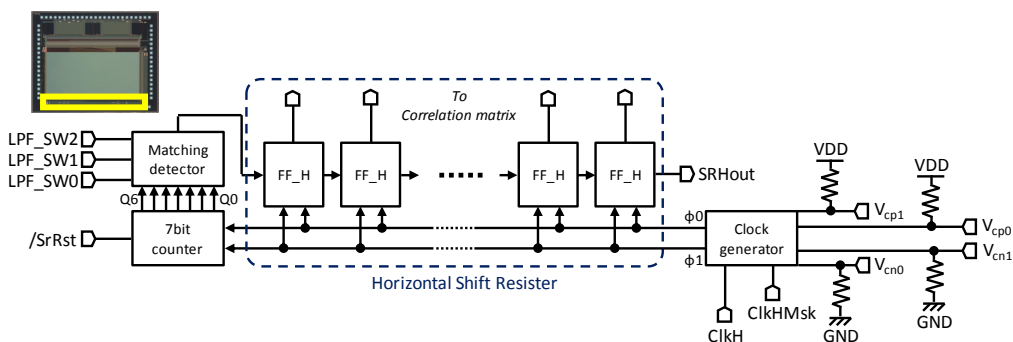 To
Correlation matrix
LPF_SW2
LPF_SW1
LPF_SW0
Matching
detector
FF_H
FF_H
FF_H
FF_H
SRHout
VDD
VDD
Q6
Q0
/SrRst
7bit
counter
ϕ0
ϕ1
Clock
generator
Vcp1
Vcp0
Vcn1
Vcn0
Horizontal Shift Resister
ClkH
ClkHMsk
GND
GND